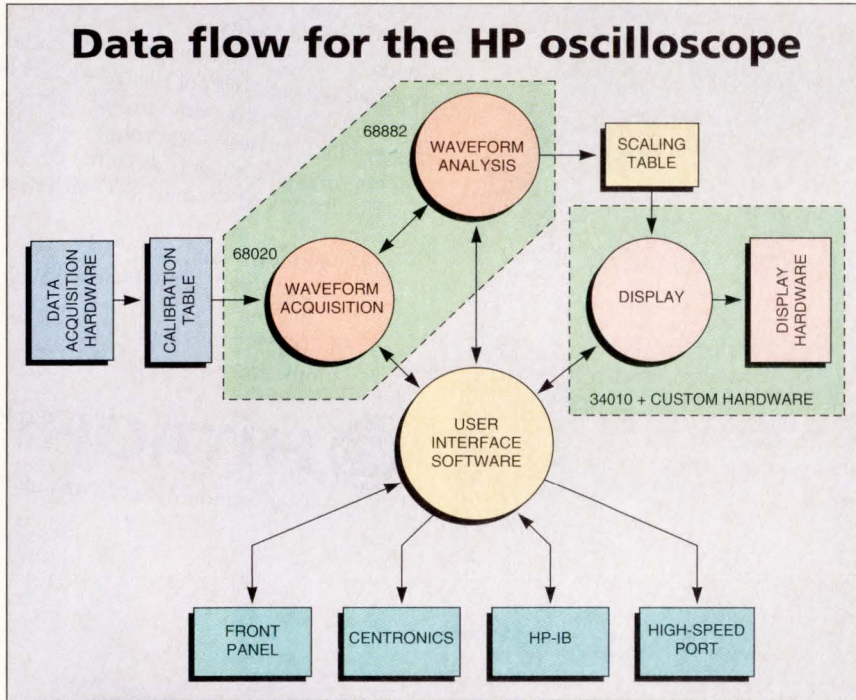 Data flow for the HP oscilloscope
68882
WAVEFORM
ANALYSIS
SCALING
TABLE
68020
WAVEFORM
ACQUISITION
DATA
ACQUISITION
HARDWARE
CALIBRATION
TABLE
DISPLAY
DISPLAY
HARDWARE
34010 + CUSTOM HARDWARE
USER
INTERFACE
SOFTWARE
FRONT
PANEL
CENTRONICS
HP-IB
HIGH-SPEED
PORT